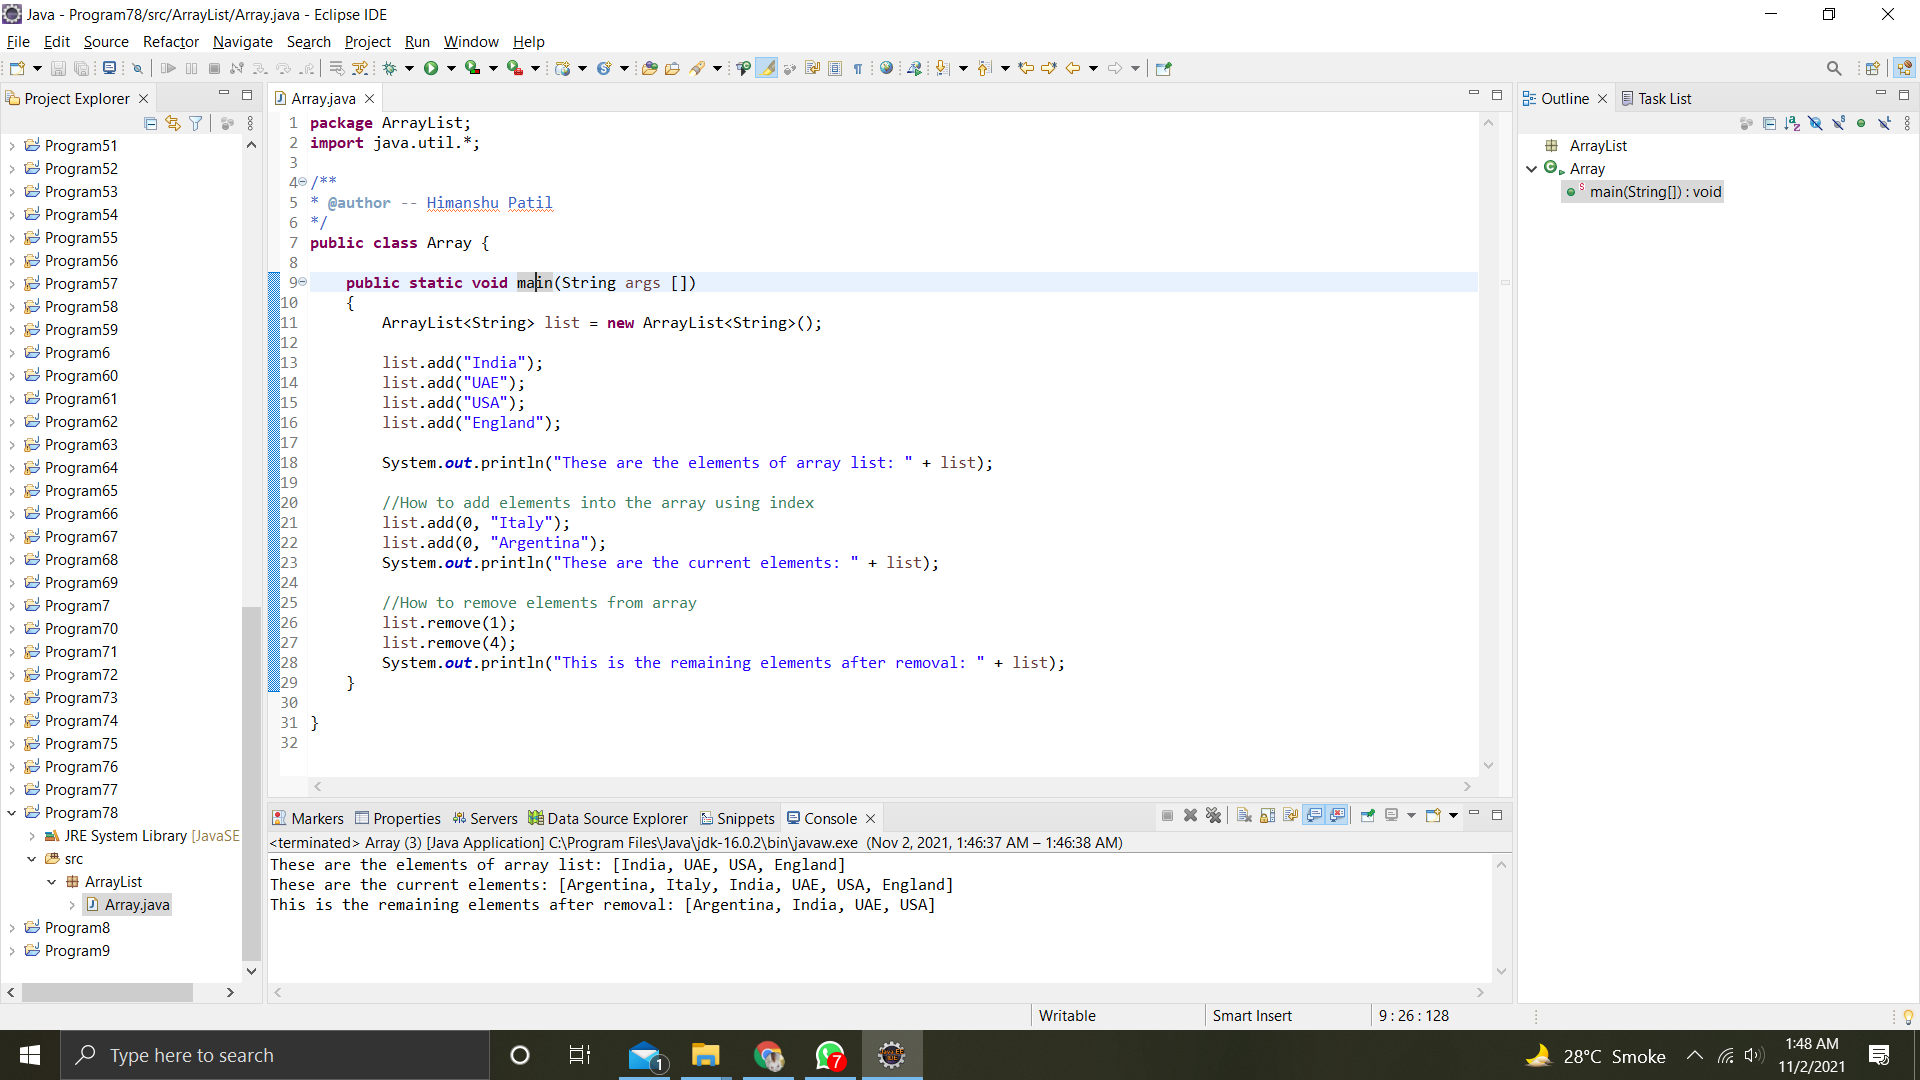 Java - Program78/src/ArrayList/Array.java - Eclipse IDE
File Edit Source Refactor Navigate Search Project Run Window Help
Project Explorer
Program51
Program52
Program53
Program54
Program55
Program56
Program57
Program58
Program59
Program6
Program60
Program61
Program62
Program63
Program64
Program65
Program66
Program67
Program68
Program69
Program7
Program70
Program71
Program72
Program73
Program74
Program75
Program76
Program77
Program78
JRE System Library [JavaSE
src
ArrayList
Array.java
Program8
Program9
Array.java
1 package ArrayList;
2 import java.util.*;
3
4 /**
5 * @author -- Himanshu Patil
6 */
7 public class Array {
8
9 public static void main(String args [])
10 {
11 ArrayList<String> list = new ArrayList<String>();
12
13 list.add("India");
14 list.add("UAE");
15 list.add("USA");
16 list.add("England");
17
18 System.out.println("These are the elements of array list: " + list);
19
20 //How to add elements into the array using index
21 list.add(0, "Italy");
22 list.add(0, "Argentina");
23 System.out.println("These are the current elements: " + list);
24
25 //How to remove elements from array
26 list.remove(1);
27 list.remove(4);
28 System.out.println("This is the remaining elements after removal: " + list);
29 }
30
31 }
32
Outline Task List
ArrayList
Array
main(String[]) : void
Markers Properties Servers Data Source Explorer Snippets Console
<terminated> Array (3) [Java Application] C:\Program Files\Java\jdk-16.0.2\bin\javaw.exe (Nov 2, 2021, 1:46:37 AM – 1:46:38 AM)
These are the elements of array list: [India, UAE, USA, England]
These are the current elements: [Argentina, Italy, India, UAE, USA, England]
This is the remaining elements after removal: [Argentina, India, UAE, USA]
Writable Smart Insert 9 : 26 : 128
Type here to search
1
7
28°C Smoke
1:48 AM
11/2/2021